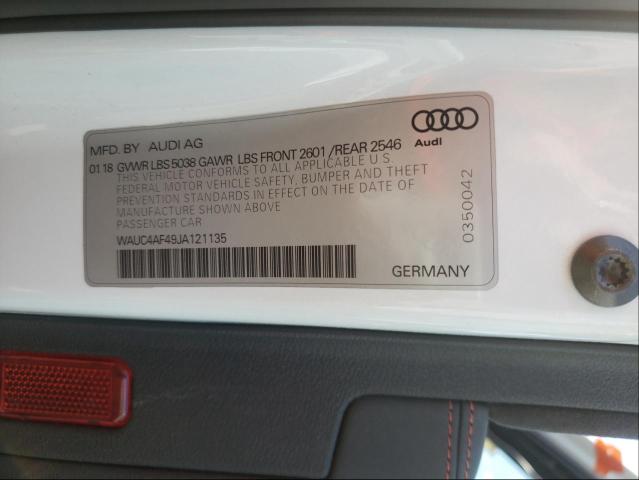 MFD. BY AUDI AG
Audi
01 18 GVWR LBS 5038 GAWR LBS FRONT 2601 / REAR 2546
THIS VEHICLE CONFORMS TO ALL APPLICABLE U.S.
FEDERAL MOTOR VEHICLE SAFETY, BUMPER AND THEFT
PREVENTION STANDARDS IN EFFECT ON THE DATE OF
MANUFACTURE SHOWN ABOVE
PASSENGER CAR
WAUC4AF49JA121135
GERMANY
0350042